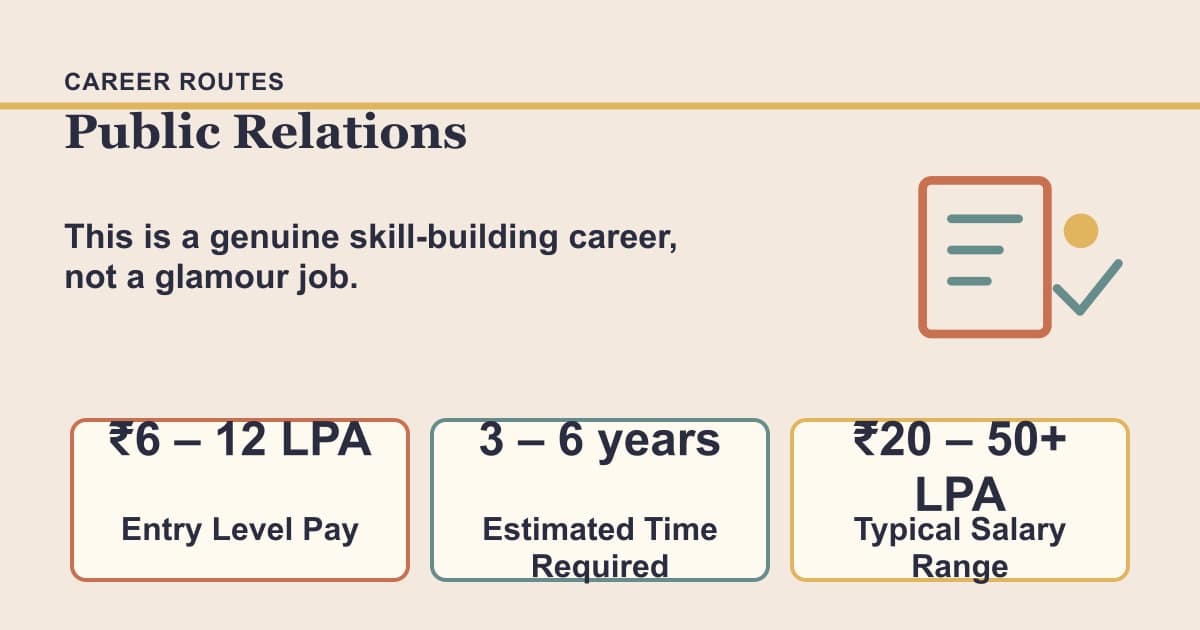 CAREER ROUTES
Public Relations
This is a genuine skill-building career,
not a glamour job.
₹6 – 12 LPA
Entry Level Pay
3 – 6 years
Estimated Time
Required
₹20 – 50+
LPA
Typical Salary
Range